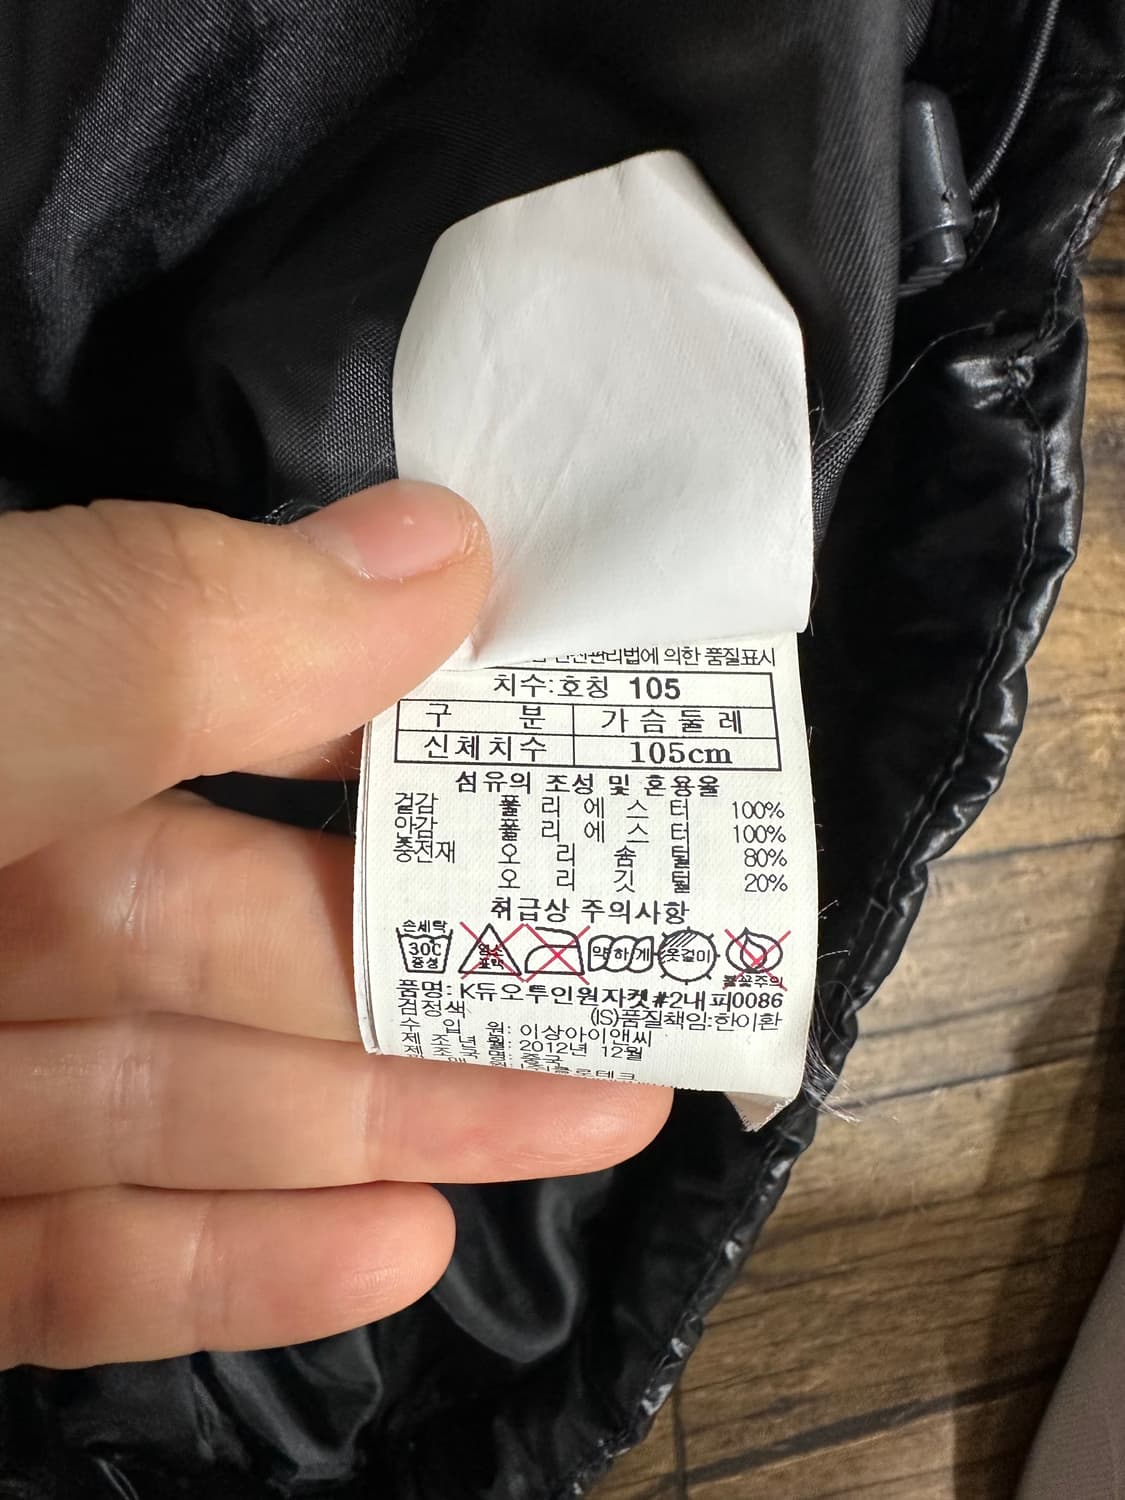 안전관리법에 의한 품질표시
치수:호칭 105
구 분 가슴둘레
신체치수 105cm
섬유의 조성 및 혼용율
겉감 폴리에스터 100%
안감 폴리에스터 100%
충전재 오리솜털 80%
오리깃털 20%
취급상 주의사항
손세탁
30℃ 중성
염소 표백
약하게
옷걸이
불꽃주의
품명: K듀오투인원자켓#2내피0086
검정색 (IS)품질책임:한이환
수 입 원: 이상아이앤씨
제조년월: 2012년 12월
제조국명: 중국